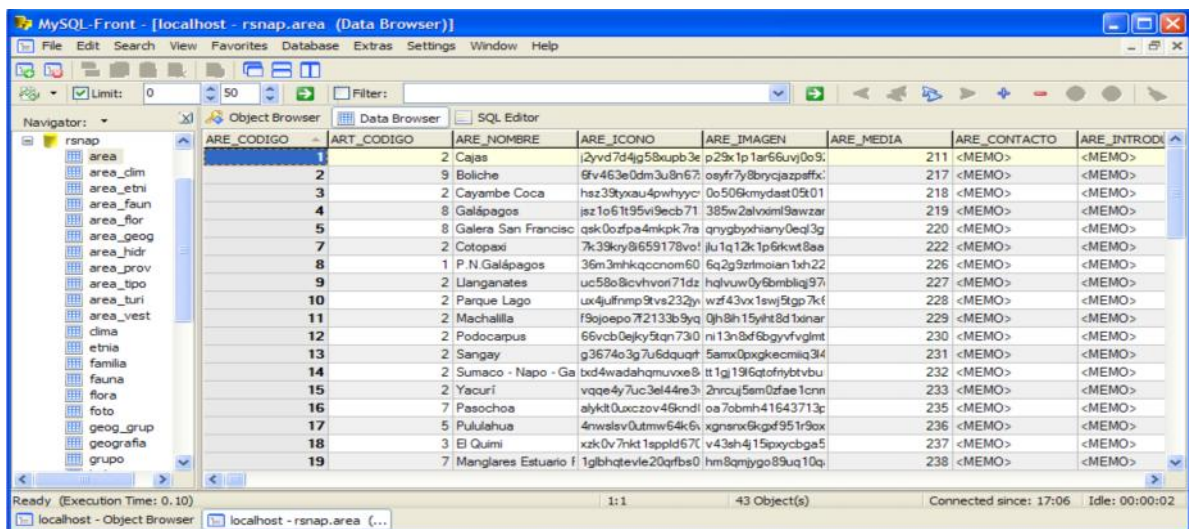 MySQL-Front - [localhost - rsnap.area (Data Browser)]
File Edit Search View Favorites Database Extras Settings Window Help
Limit: 0 50 Filter:
Navigator: Object Browser Data Browser SQL Editor
rsnap
area
area_clim
area_etni
area_faun
area_flor
area_geog
area_hidr
area_prov
area_tipo
area_turi
area_vest
clima
etnia
familia
fauna
flora
foto
geog_grup
geografia
grupo
ARE_CODIGO ART_CODIGO ARE_NOMBRE ARE_ICONO ARE_IMAGEN ARE_MEDIA ARE_CONTACTO ARE_INTRODU
1 2 Cajas 211 <MEMO> <MEMO>
2 9 Boliche 217 <MEMO> <MEMO>
3 2 Cayambe Coca 218 <MEMO> <MEMO>
4 8 Galápagos 219 <MEMO> <MEMO>
5 8 Galera San Francisc 220 <MEMO> <MEMO>
7 2 Cotopaxi 222 <MEMO> <MEMO>
8 1 P.N.Galápagos 226 <MEMO> <MEMO>
9 2 Llanganates 227 <MEMO> <MEMO>
10 2 Parque Lago 228 <MEMO> <MEMO>
11 2 Machalilla 229 <MEMO> <MEMO>
12 2 Podocarpus 230 <MEMO> <MEMO>
13 2 Sangay 231 <MEMO> <MEMO>
14 2 Sumaco - Napo - Ga 232 <MEMO> <MEMO>
15 2 Yacurí 233 <MEMO> <MEMO>
16 7 Pasochoa 235 <MEMO> <MEMO>
17 5 Pululahua 236 <MEMO> <MEMO>
18 3 El Quimi 237 <MEMO> <MEMO>
19 7 Manglares Estuario 238 <MEMO> <MEMO>
Ready (Execution Time: 0.10) 1:1 43 Object(s) Connected since: 17:06 Idle: 00:00:02
localhost - Object Browser localhost - rsnap.area (...